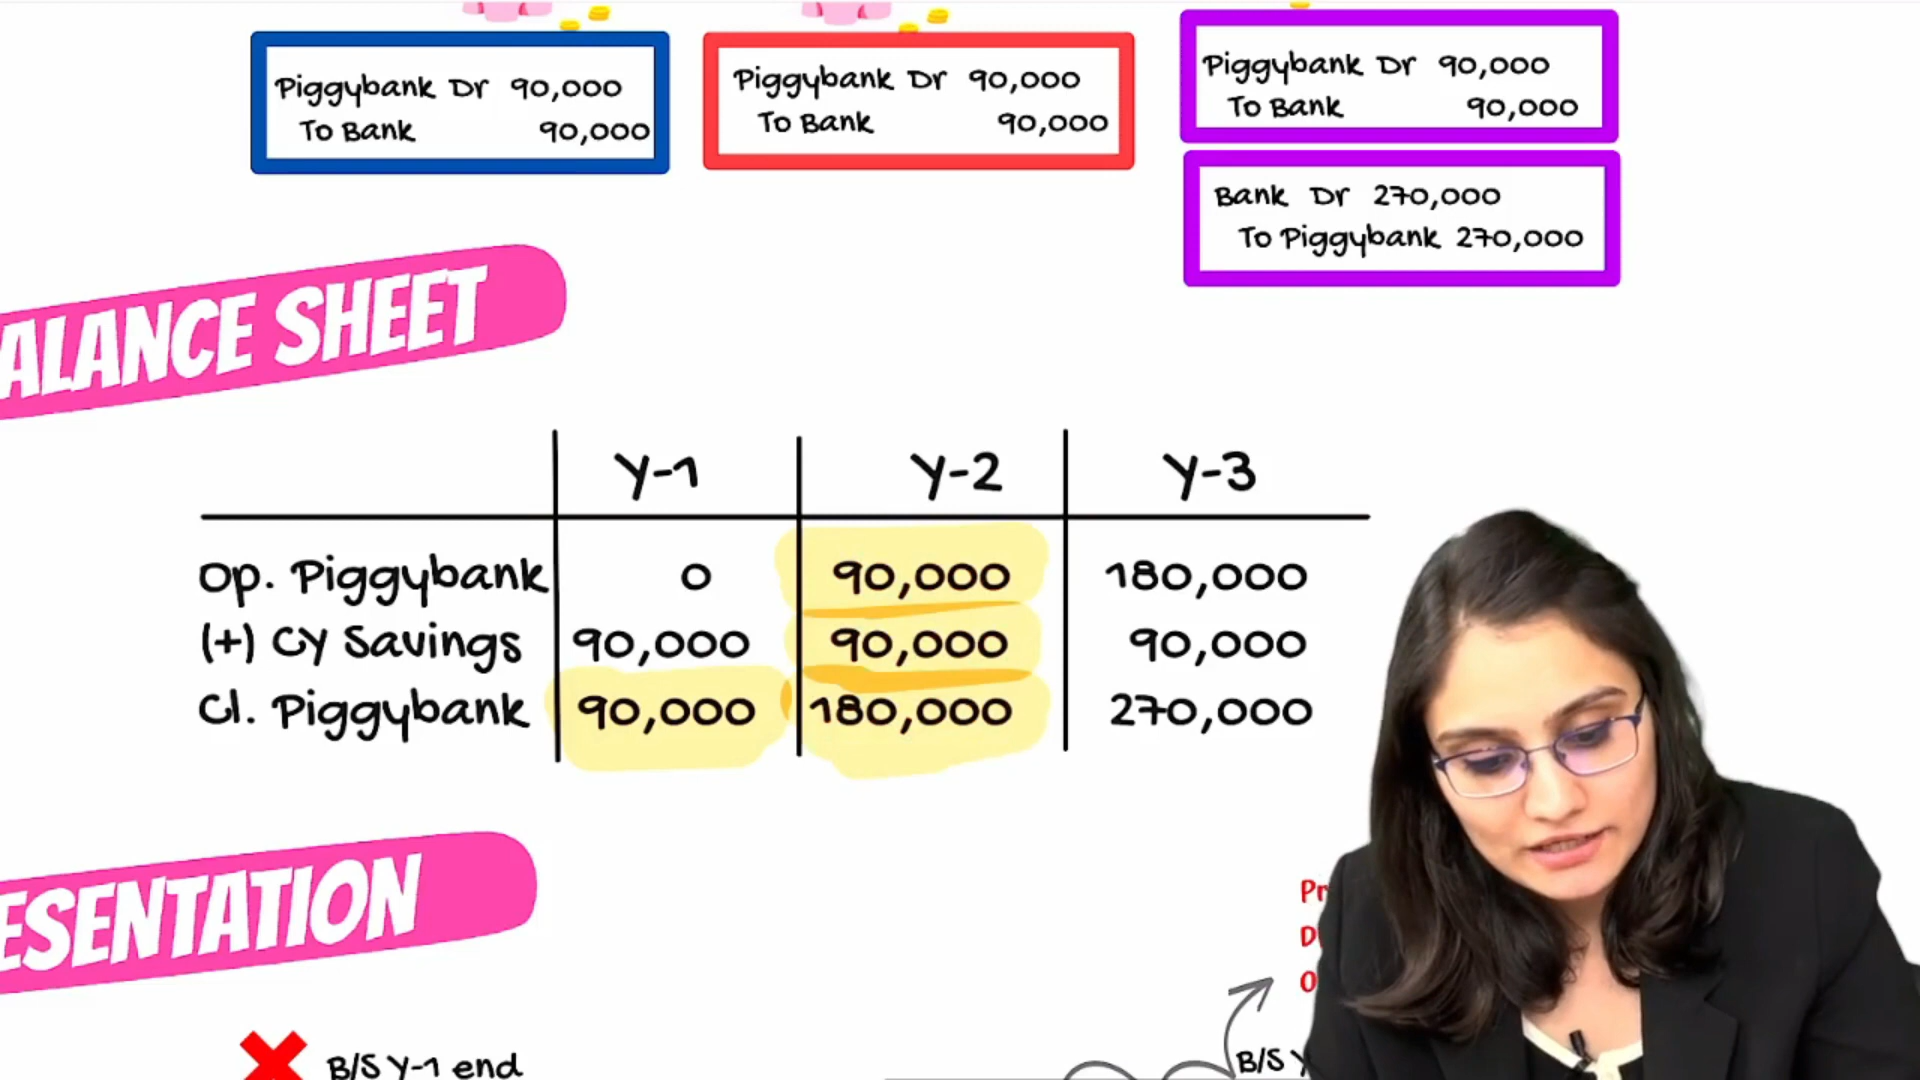 Piggybank Dr 90,000
To Bank 90,000
Piggybank Dr 90,000
To Bank 90,000
Piggybank Dr 90,000
To Bank 90,000
Bank Dr 270,000
To Piggybank 270,000
ALANCE SHEET
Y-1 Y-2 Y-3
Op. Piggybank 0 90,000 180,000
(+) CY Savings 90,000 90,000 90,000
Cl. Piggybank 90,000 180,000 270,000
ESENTATION
Pr
D
O
B/S Y-1 end
B/S Y